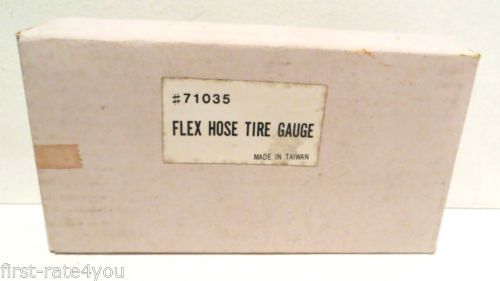 #71035
FLEX HOSE TIRE GAUGE
MADE IN TAIWAN
first-rate4you